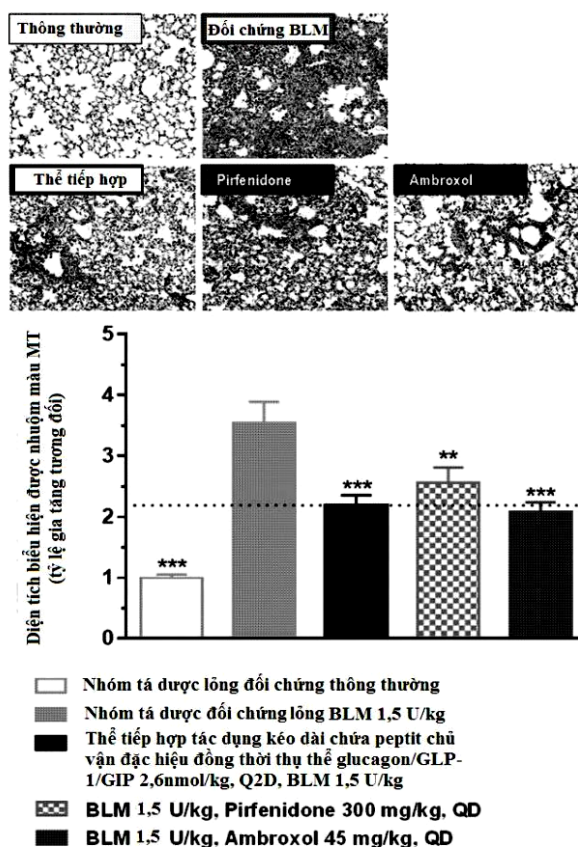 Thông thường
Đối chứng BLM
Thể tiếp hợp
Pirfenidone
Ambroxol
Diện tích biểu hiện được nhuộm màu MT
(tỷ lệ gia tăng tương đối)
5
4
3
2
1
0
***
***
**
***
Nhóm tá dược lỏng đối chứng thông thường
Nhóm tá dược đối chứng lỏng BLM 1,5 U/kg
Thể tiếp hợp tác dụng kéo dài chứa peptit chủ
vận đặc hiệu đồng thời thụ thể glucagon/GLP-
1/GIP 2,6nmol/kg, Q2D, BLM 1,5 U/kg
BLM 1,5 U/kg, Pirfenidone 300 mg/kg, QD
BLM 1,5 U/kg, Ambroxol 45 mg/kg, QD